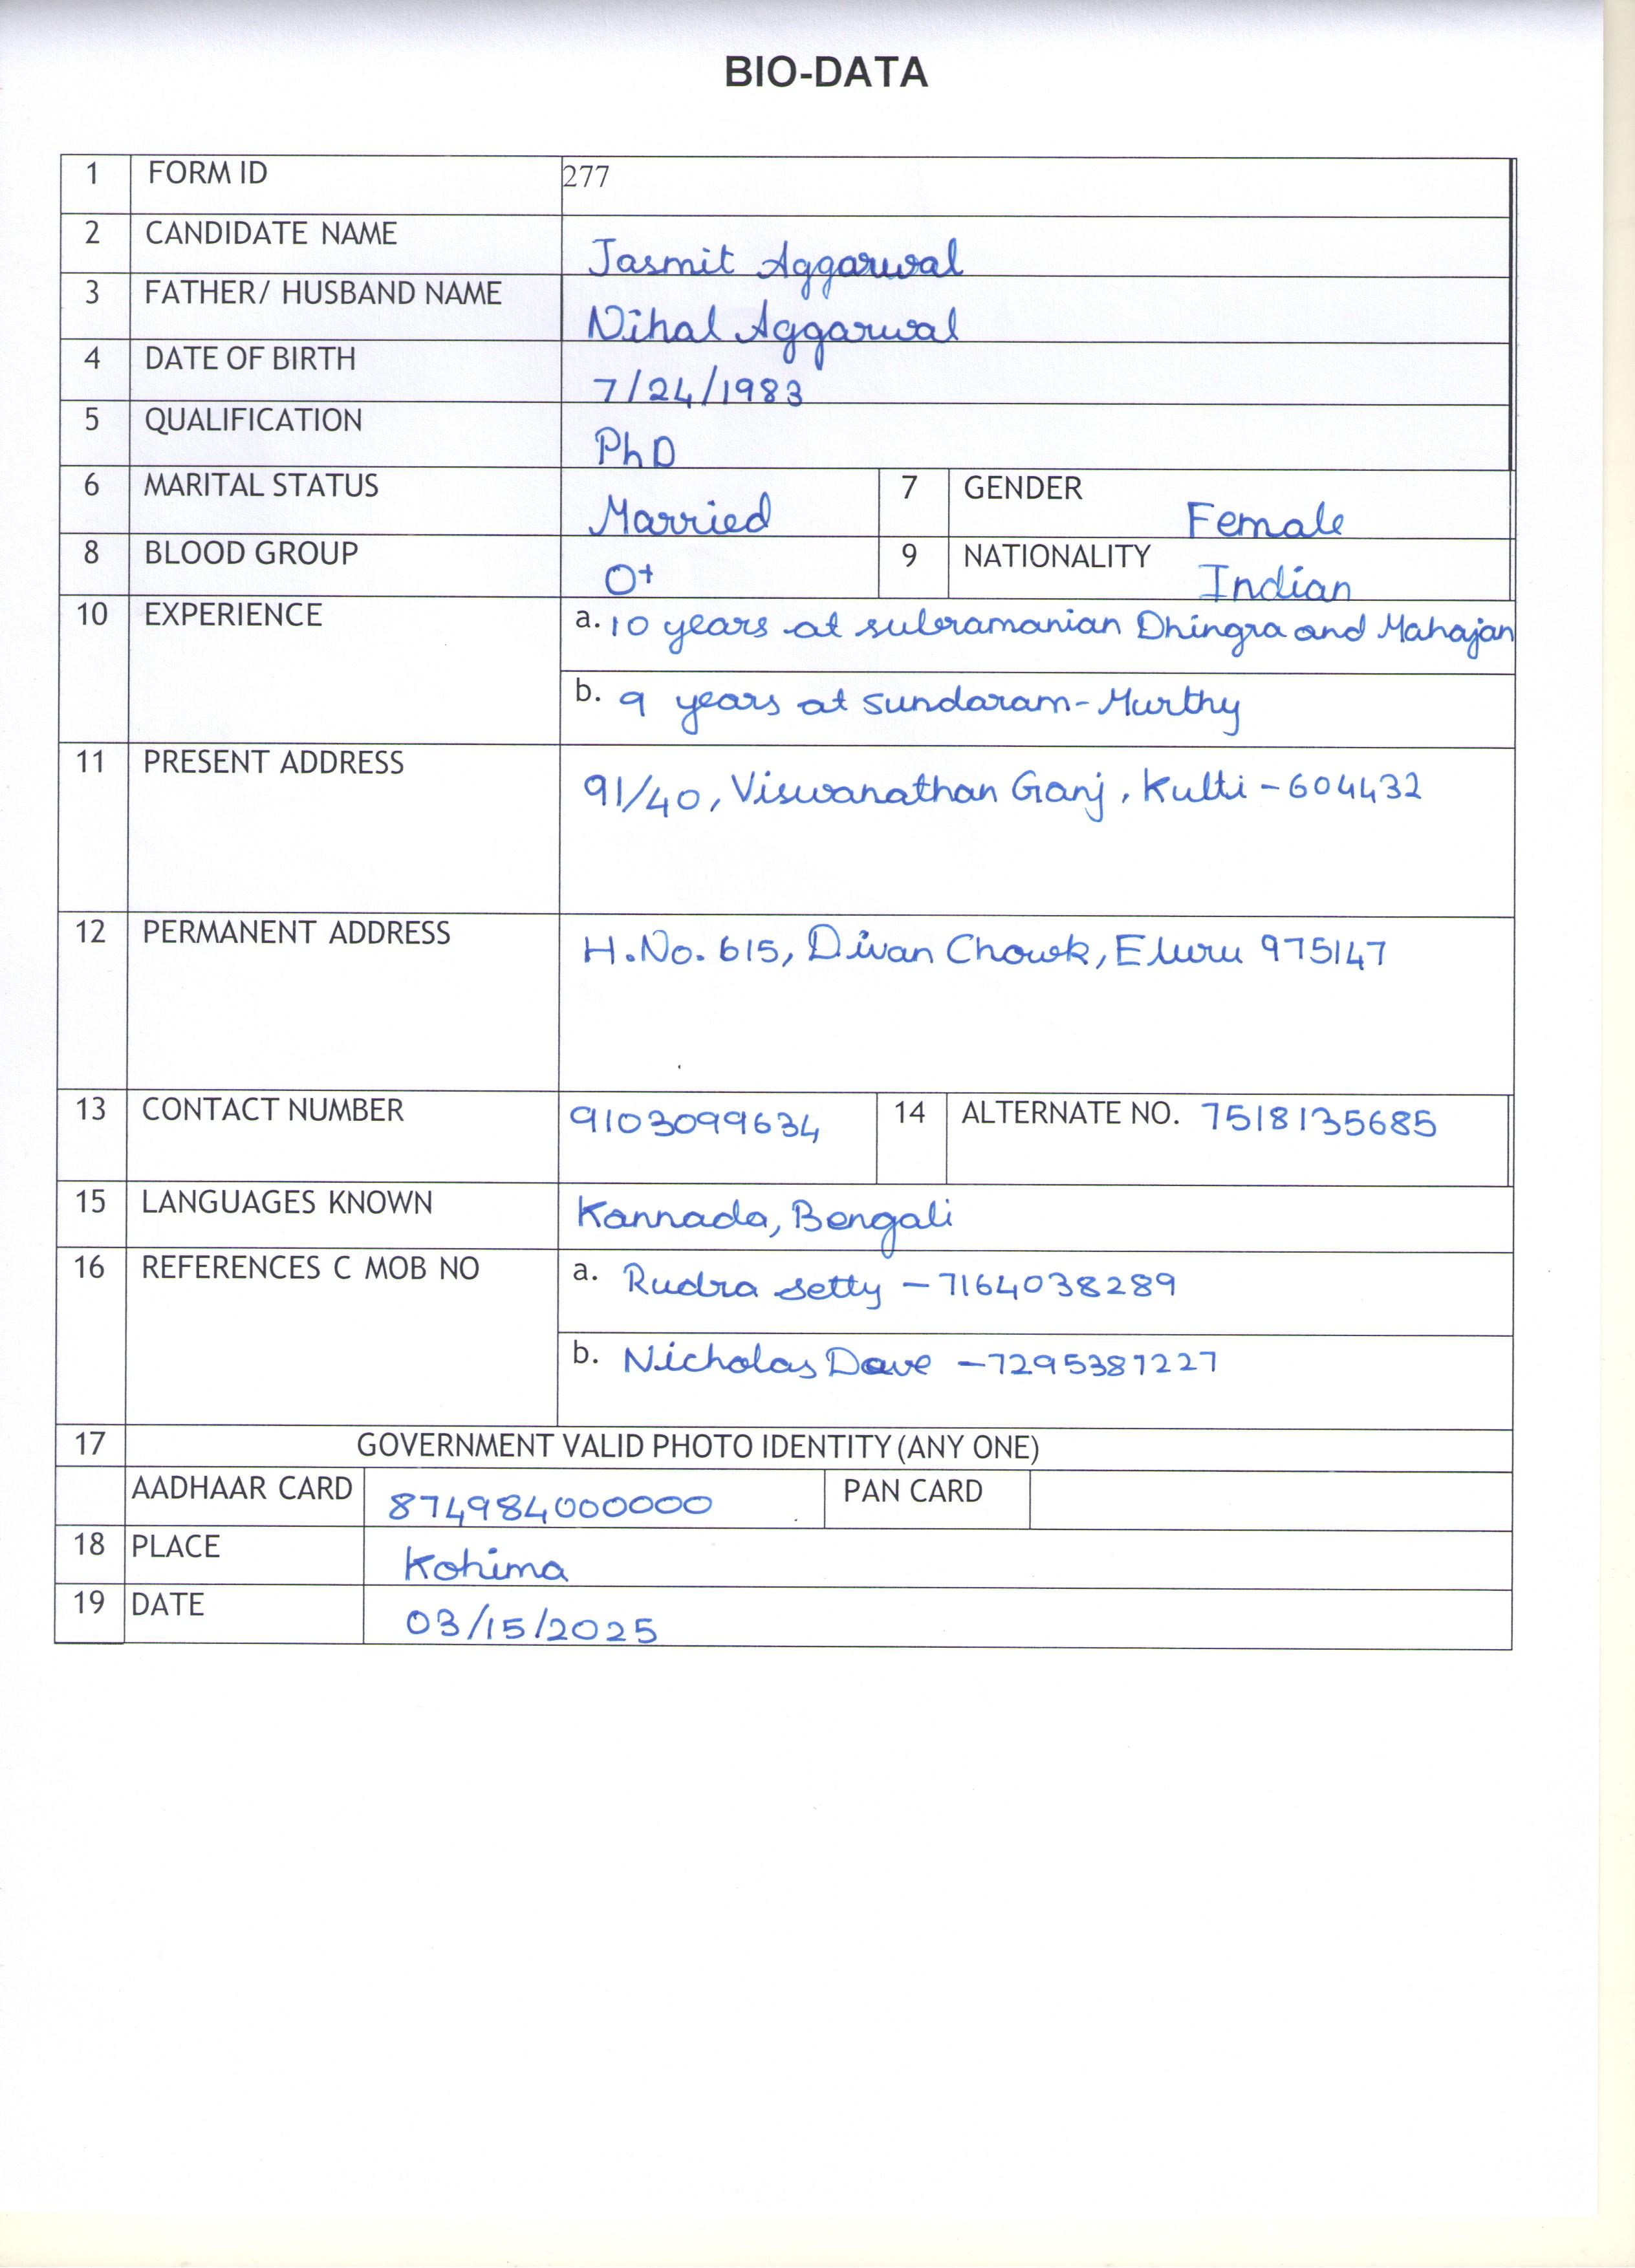 BIO-DATA
1 FORM ID 277
2 CANDIDATE NAME Jasmit Aggarwal
3 FATHER/ HUSBAND NAME Nihal Aggarwal
4 DATE OF BIRTH 7/24/1983
5 QUALIFICATION PhD
6 MARITAL STATUS Married 7 GENDER Female
8 BLOOD GROUP O+ 9 NATIONALITY Indian
10 EXPERIENCE a. 10 years at subramanian Dhingra and Mahajan
b. 9 years at Sundaram-Murthy
11 PRESENT ADDRESS 91/40, Viswanathan Ganj, Kulti - 604432
12 PERMANENT ADDRESS H.No. 615, Divan Chowk, Eluru 975147
13 CONTACT NUMBER 9103099634 14 ALTERNATE NO. 7518135685
15 LANGUAGES KNOWN Kannada, Bengali
16 REFERENCES C MOB NO a. Rudra setty - 7164038289
b. Nicholas Dave - 7295387227
17 GOVERNMENT VALID PHOTO IDENTITY (ANY ONE)
AADHAAR CARD 874984000000 PAN CARD
18 PLACE Kohima
19 DATE 03/15/2025